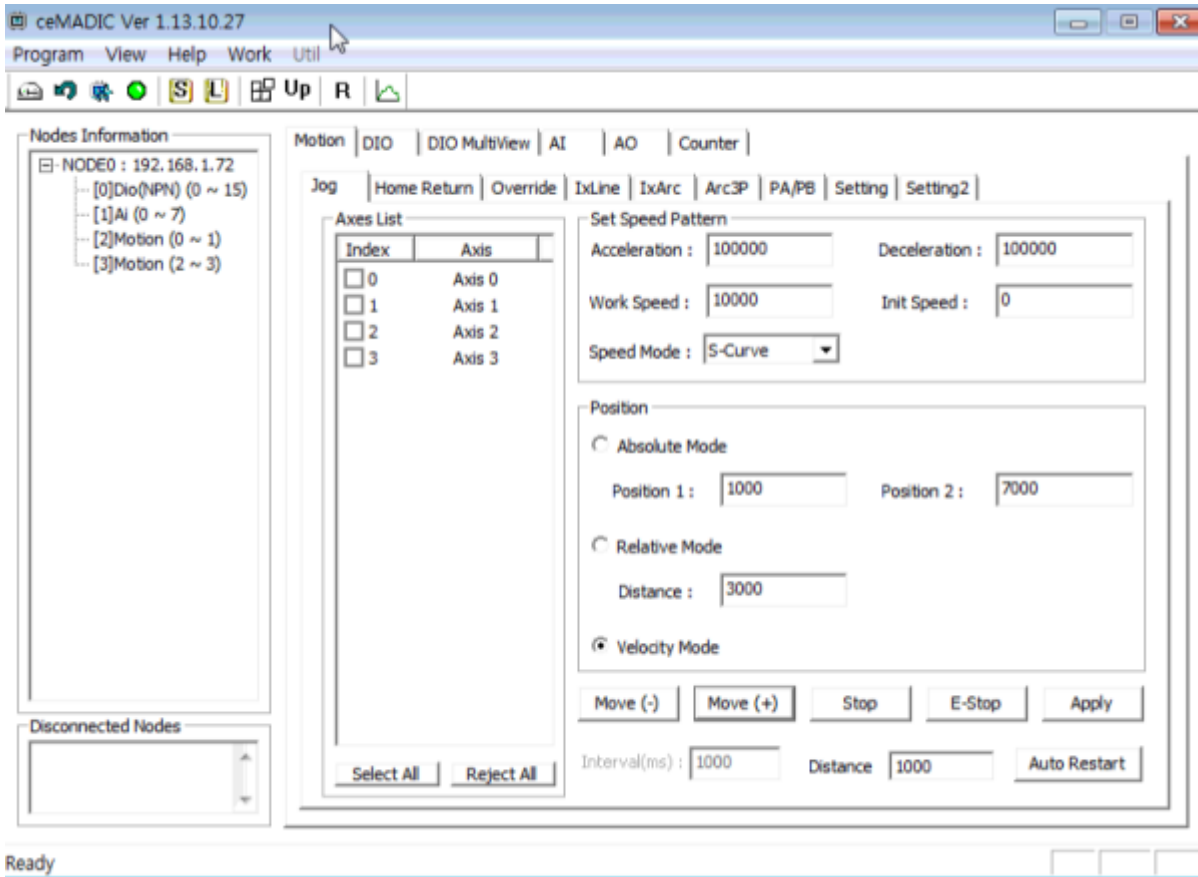 ceMADIC Ver 1.13.10.27
Program View Help Work Util
S L Up R
Nodes Information
NODE0 : 192.168.1.72
[0]Dio(NPN) (0 ~ 15)
[1]Ai (0 ~ 7)
[2]Motion (0 ~ 1)
[3]Motion (2 ~ 3)
Disconnected Nodes
Motion DIO DIO MultiView AI AO Counter
Jog Home Return Override IxLine IxArc Arc3P PA/PB Setting Setting2
Axes List
Index Axis
0 Axis 0
1 Axis 1
2 Axis 2
3 Axis 3
Select All Reject All
Set Speed Pattern
Acceleration : 100000 Deceleration : 100000
Work Speed : 10000 Init Speed : 0
Speed Mode : S-Curve
Position
Absolute Mode
Position 1 : 1000 Position 2 : 7000
Relative Mode
Distance : 3000
Velocity Mode
Move (-) Move (+) Stop E-Stop Apply
Interval(ms) : 1000 Distance 1000 Auto Restart
Ready